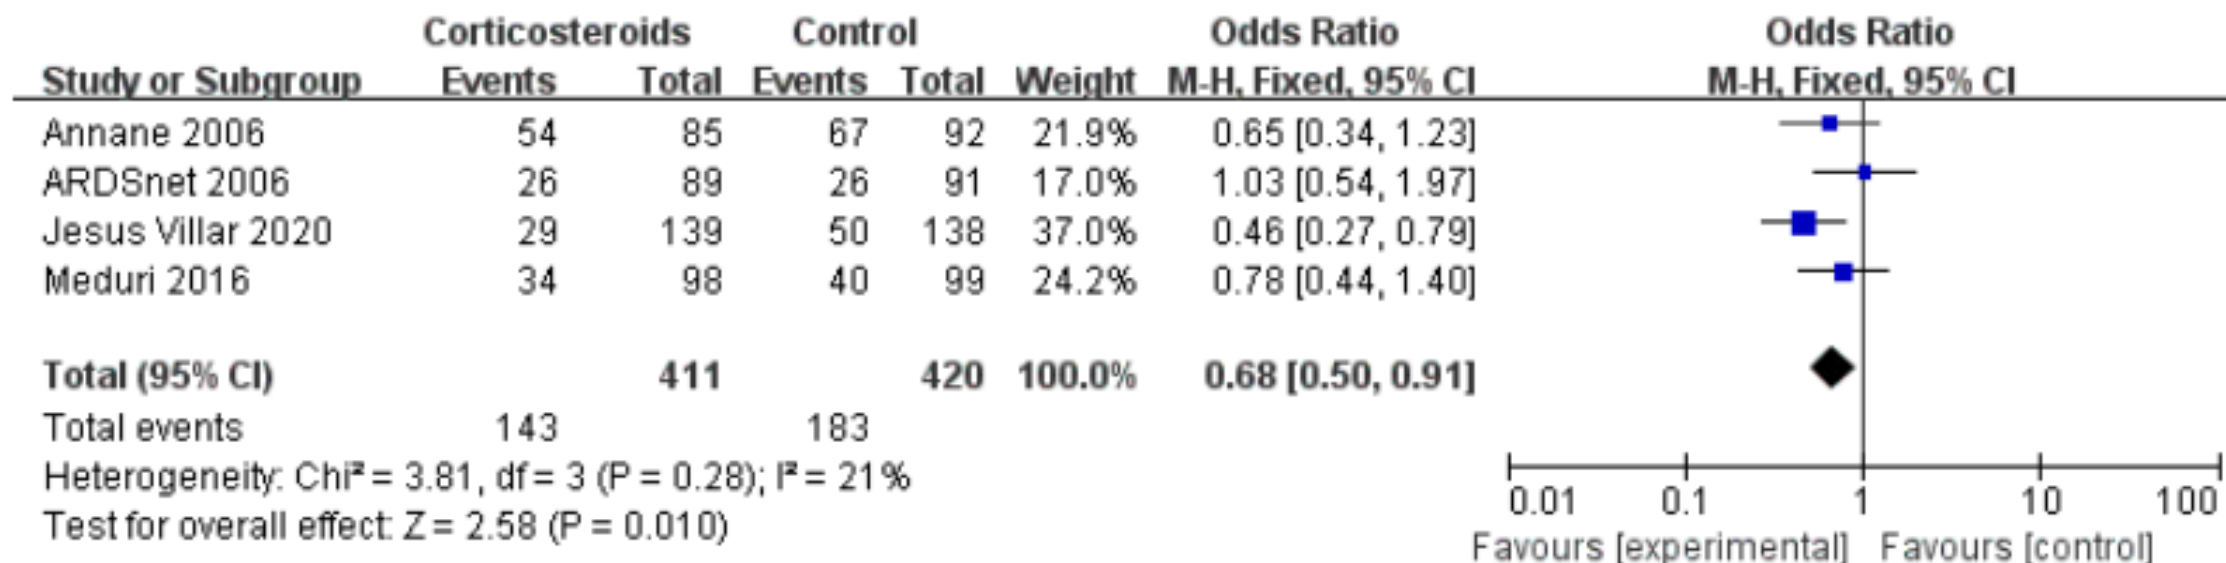 Corticosteroids Control Odds Ratio Odds Ratio
Study or Subgroup Events Total Events Total Weight M-H, Fixed, 95% CI M-H, Fixed, 95% CI
Annane 2006 54 85 67 92 21.9% 0.65 [0.34, 1.23]
ARDSnet 2006 26 89 26 91 17.0% 1.03 [0.54, 1.97]
Jesus Villar 2020 29 139 50 138 37.0% 0.46 [0.27, 0.79]
Meduri 2016 34 98 40 99 24.2% 0.78 [0.44, 1.40]
Total (95% CI) 411 420 100.0% 0.68 [0.50, 0.91]
Total events 143 183
Heterogeneity: Chi² = 3.81, df = 3 (P = 0.28); I² = 21%
Test for overall effect: Z = 2.58 (P = 0.010)
0.01 0.1 1 10 100
Favours [experimental] Favours [control]